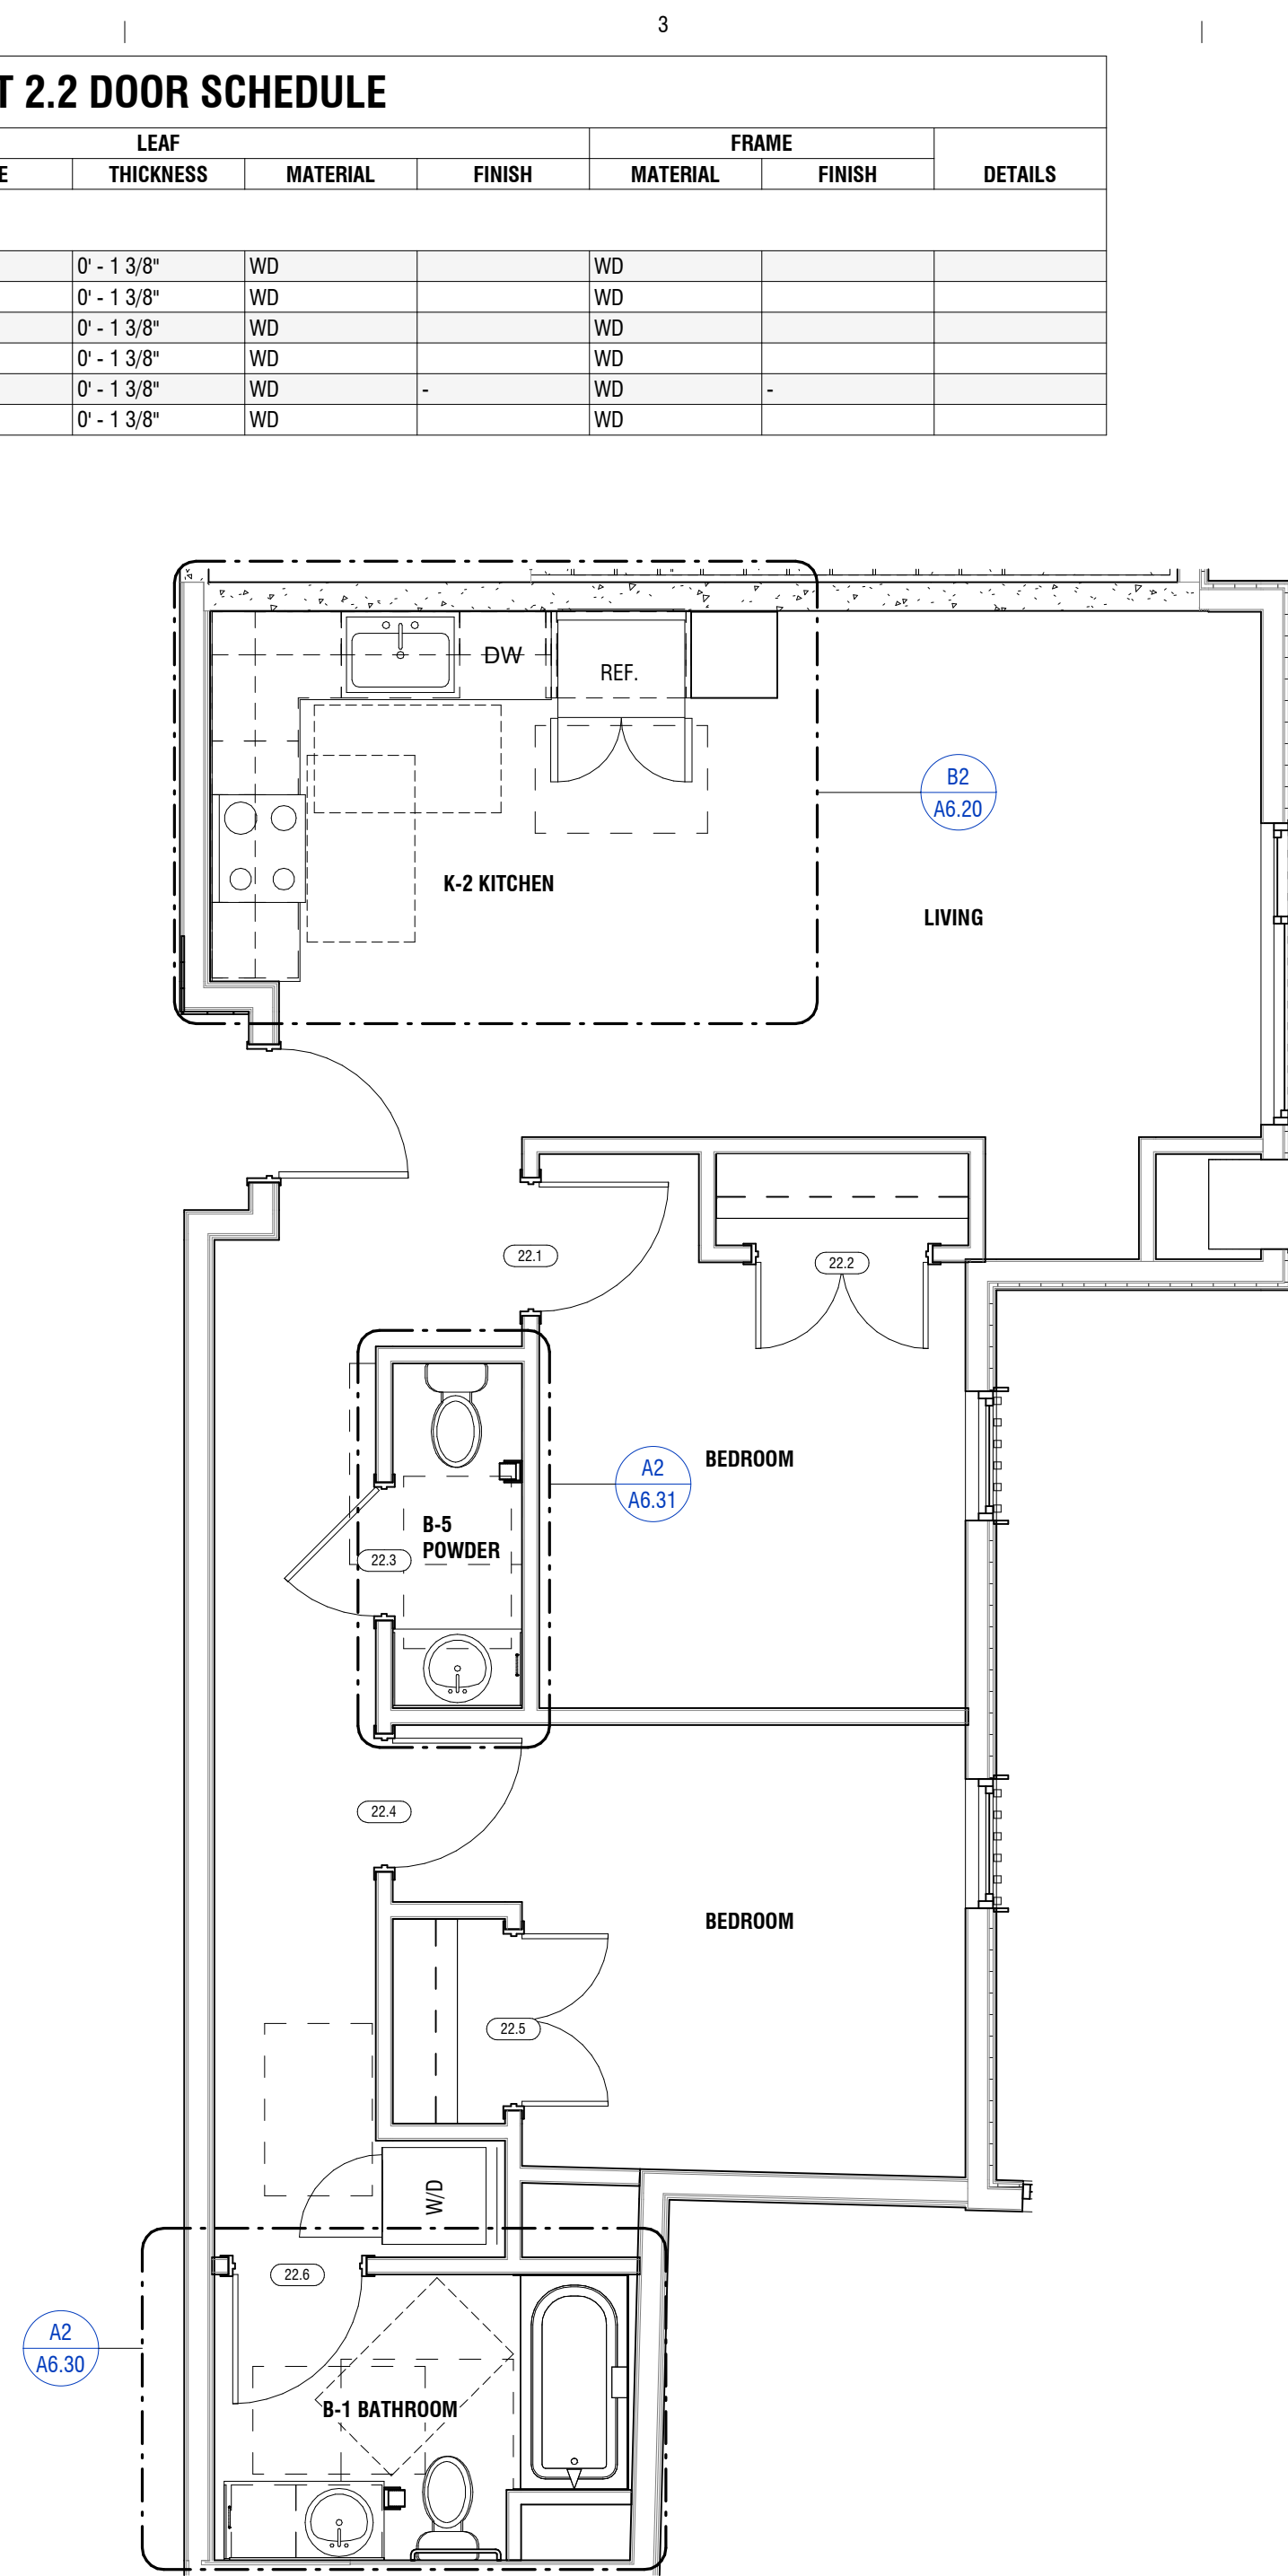 3
T 2.2 DOOR SCHEDULE
LEAF FRAME
E THICKNESS MATERIAL FINISH MATERIAL FINISH DETAILS
0' - 1 3/8" WD WD
0' - 1 3/8" WD WD
0' - 1 3/8" WD WD
0' - 1 3/8" WD WD
0' - 1 3/8" WD - WD -
0' - 1 3/8" WD WD
DW
REF.
B2
A6.20
K-2 KITCHEN
LIVING
22.1
22.2
BEDROOM
A2
A6.31
B-5
POWDER
22.3
22.4
BEDROOM
22.5
W/D
22.6
A2
A6.30
B-1 BATHROOM